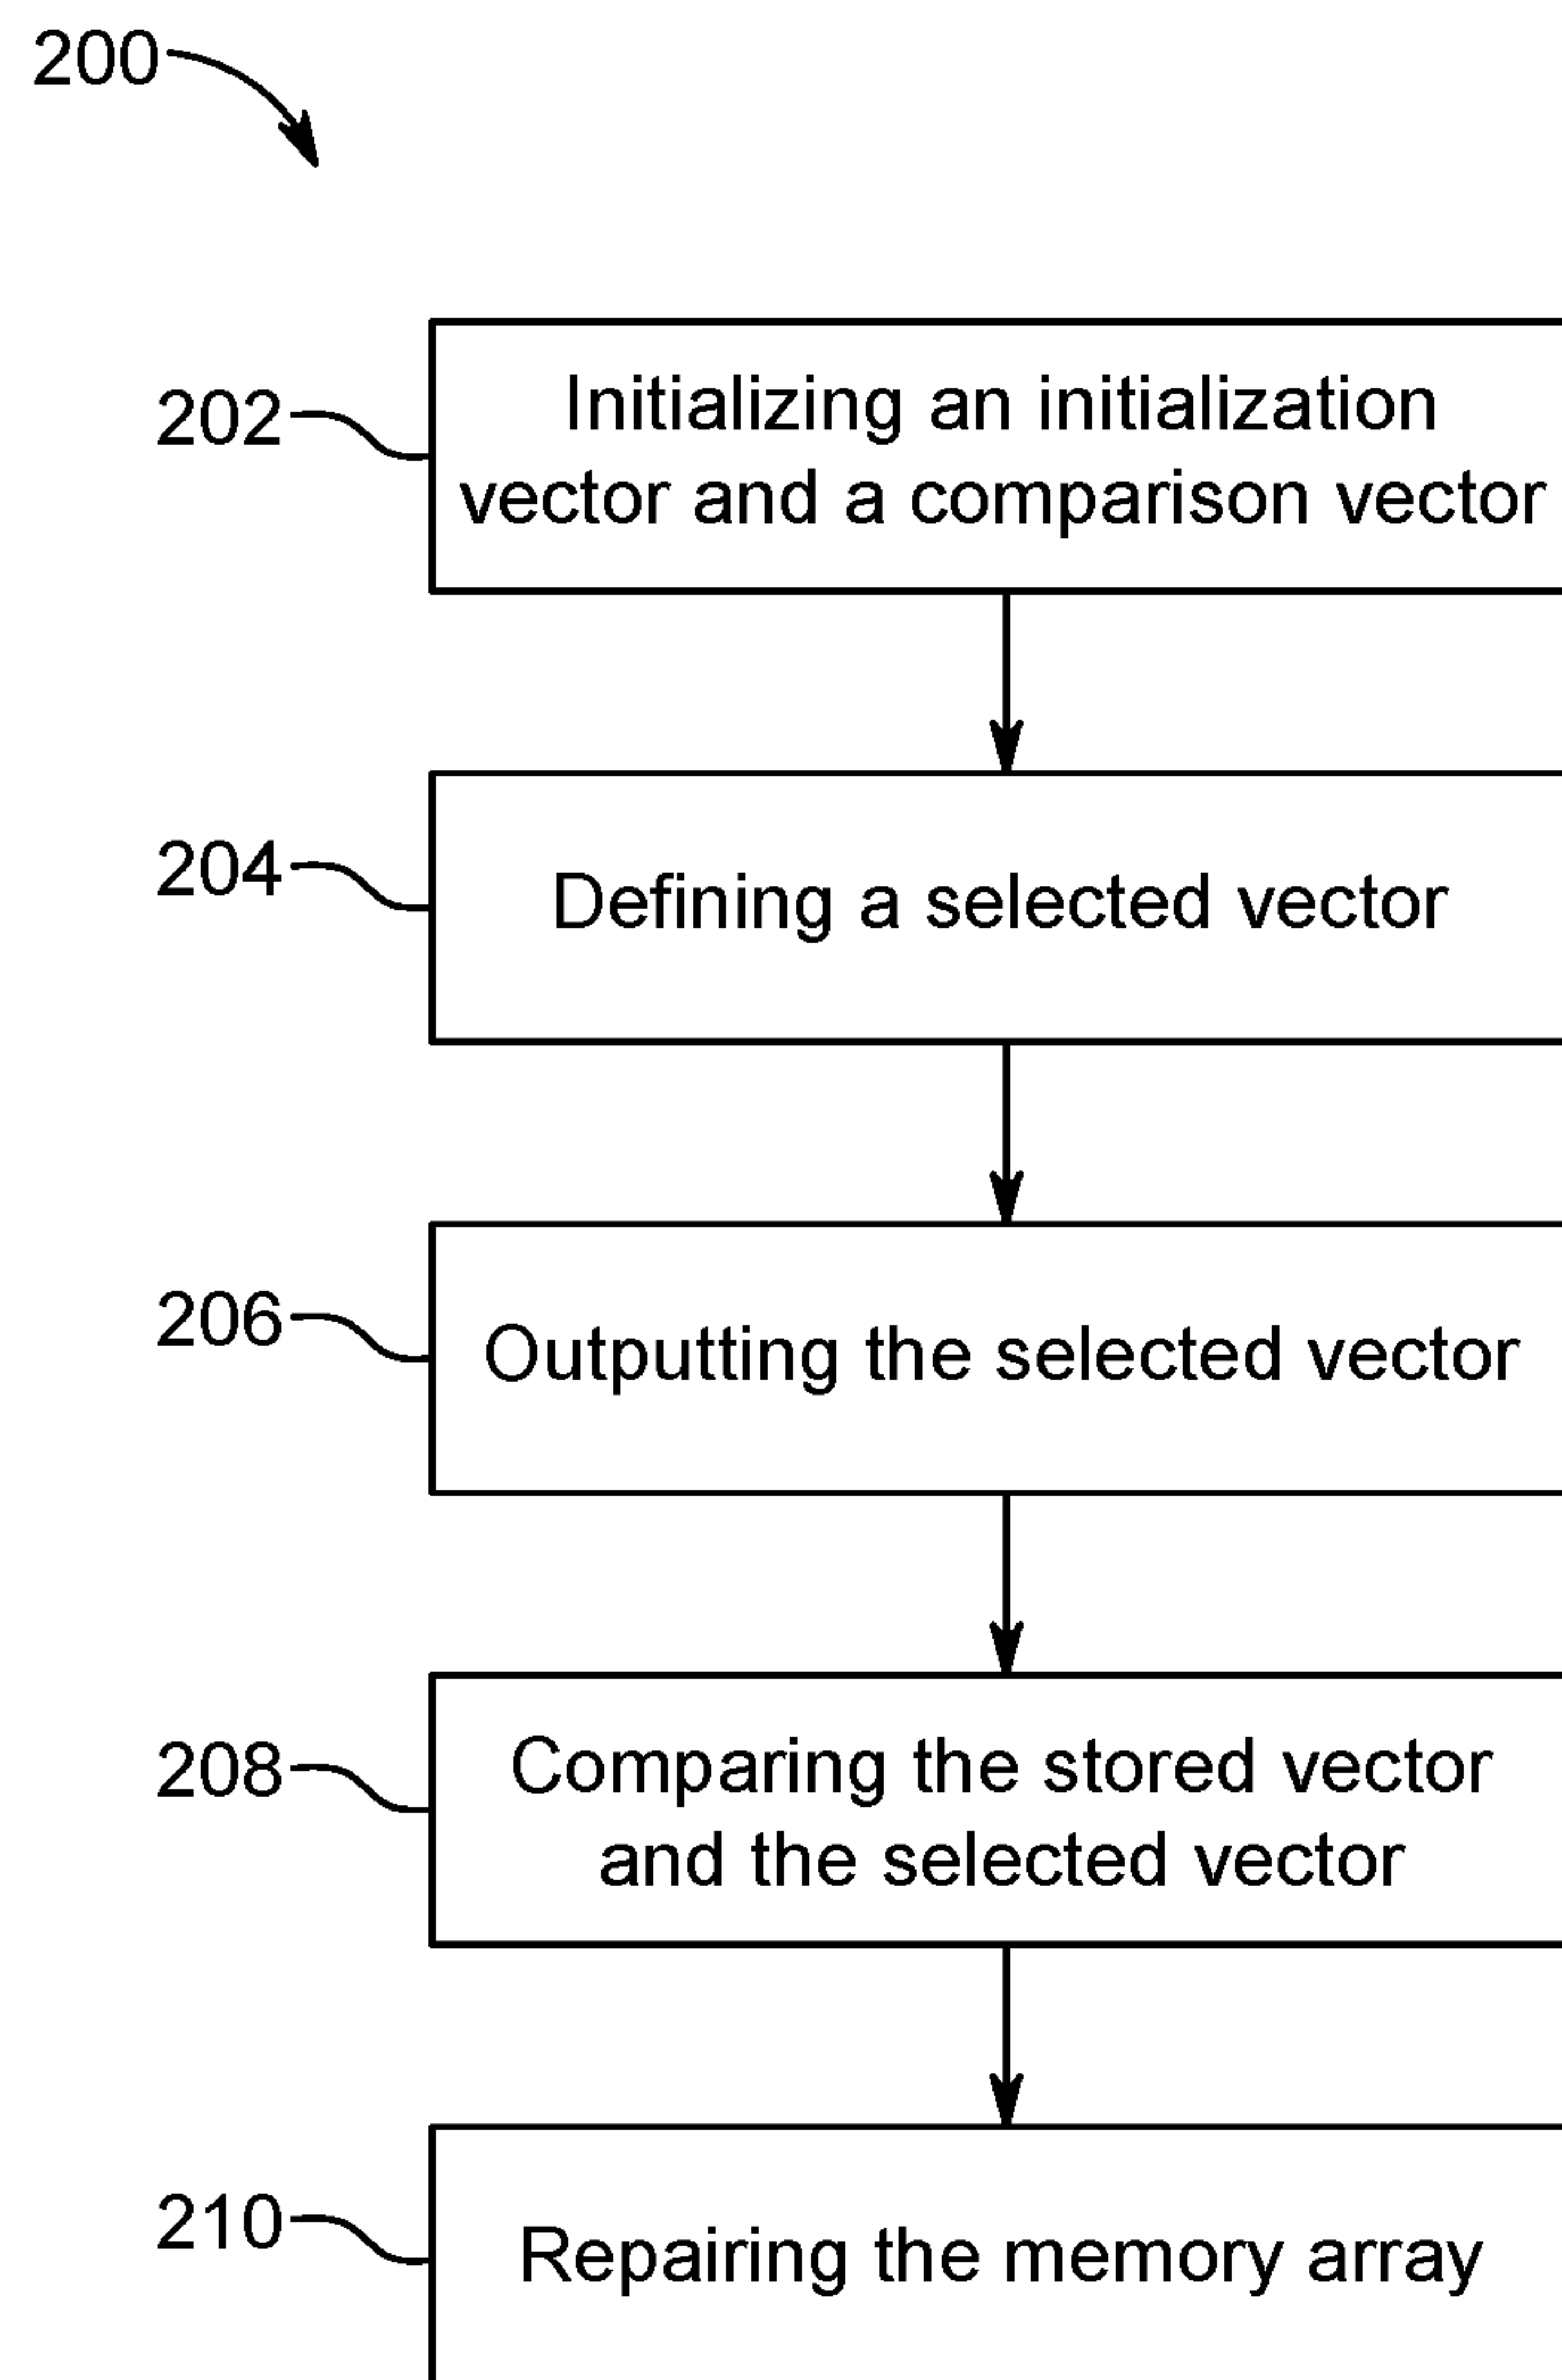 200
202
Initializing an initialization
vector and a comparison vector
204
Defining a selected vector
206
Outputting the selected vector
208
Comparing the stored vector
and the selected vector
210
Repairing the memory array